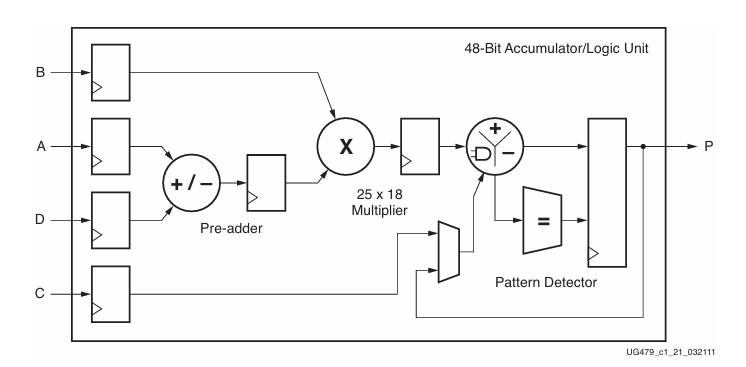 48-Bit Accumulator/Logic Unit
B
A
X
+
–
P
+ / –
D
25 x 18
Multiplier
=
Pre-adder
Pattern Detector
C
UG479_c1_21_032111